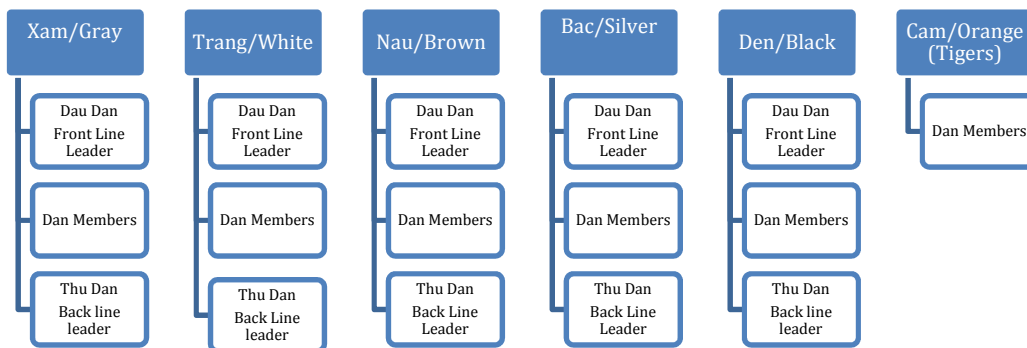 Xam/Gray
Dau Dan
Front Line
Leader
Dan Members
Thu Dan
Back line
leader
Trang/White
Dau Dan
Front Line
Leader
Dan Members
Thu Dan
Back Line
leader
Nau/Brown
Dau Dan
Front Line
Leader
Dan Members
Thu Dan
Back Line
Leader
Bac/Silver
Dau Dan
Front Line
Leader
Dan Members
Thu Dan
Back Line
Leader
Den/Black
Dau Dan
Front Line
Leader
Dan Members
Thu Dan
Back line
leader
Cam/Orange
(Tigers)
Dan Members